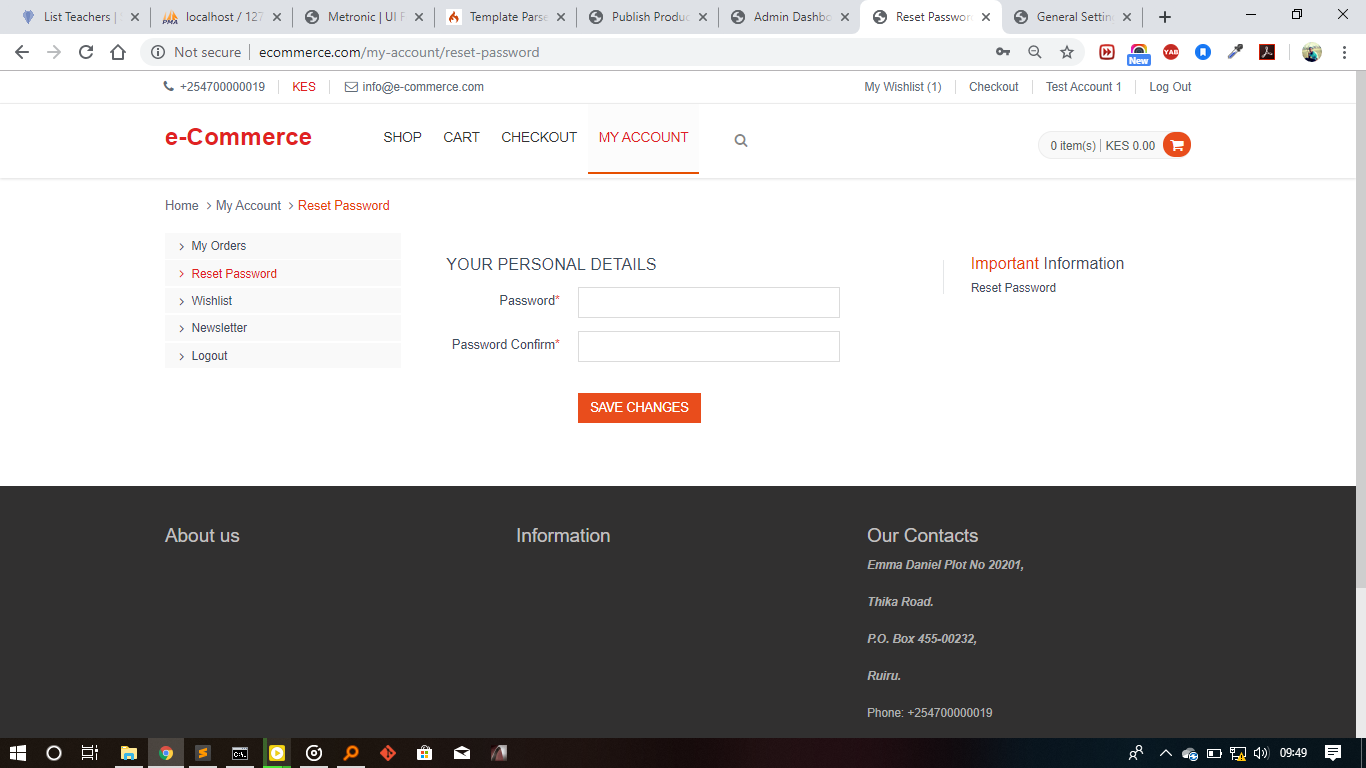 List Teachers |
localhost / 127
Metronic | UI F
Template Parse
Publish Produc
Admin Dashbo
Reset Passwor
General Settin
Not secure | ecommerce.com/my-account/reset-password
New
YAB
+254700000019
KES
info@e-commerce.com
My Wishlist (1)
Checkout
Test Account 1
Log Out
e-Commerce
SHOP
CART
CHECKOUT
MY ACCOUNT
0 item(s)
KES 0.00
Home > My Account > Reset Password
My Orders
Reset Password
Wishlist
Newsletter
Logout
YOUR PERSONAL DETAILS
Password*
Password Confirm*
SAVE CHANGES
Important Information
Reset Password
About us
Information
Our Contacts
Emma Daniel Plot No 20201,
Thika Road.
P.O. Box 455-00232,
Ruiru.
Phone: +254700000019
09:49